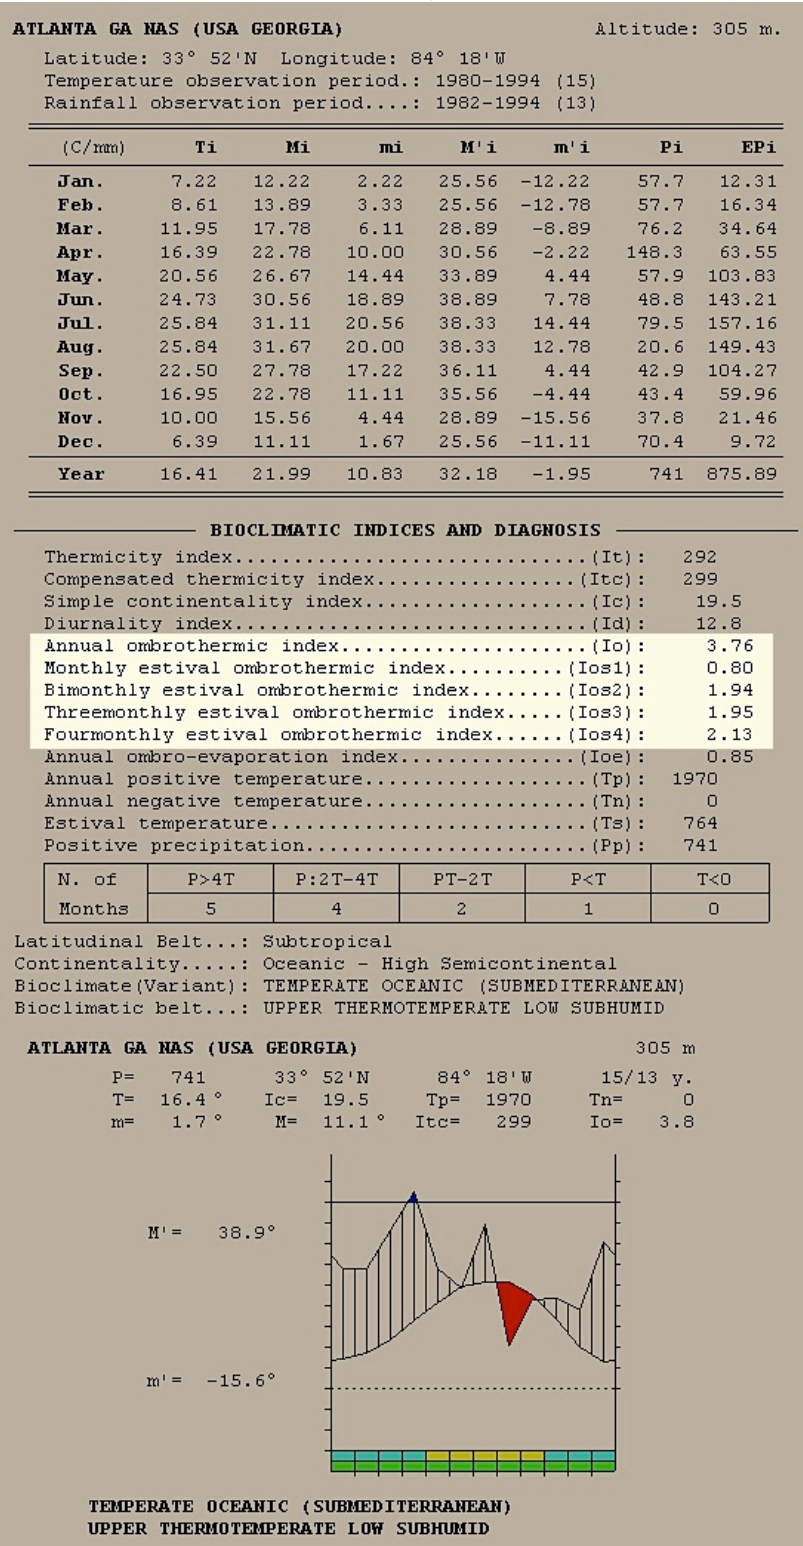 ATLANTA GA NAS (USA GEORGIA) Altitude: 305 m.
Latitude: 33° 52'N Longitude: 84° 18'W
Temperature observation period.: 1980-1994 (15)
Rainfall observation period....: 1982-1994 (13)
(C/mm) Ti Mi mi M'i m'i Pi EPi
Jan. 7.22 12.22 2.22 25.56 -12.22 57.7 12.31
Feb. 8.61 13.89 3.33 25.56 -12.78 57.7 16.34
Mar. 11.95 17.78 6.11 28.89 -8.89 76.2 34.64
Apr. 16.39 22.78 10.00 30.56 -2.22 148.3 63.55
May. 20.56 26.67 14.44 33.89 4.44 57.9 103.83
Jun. 24.73 30.56 18.89 38.89 7.78 48.8 143.21
Jul. 25.84 31.11 20.56 38.33 14.44 79.5 157.16
Aug. 25.84 31.67 20.00 38.33 12.78 20.6 149.43
Sep. 22.50 27.78 17.22 36.11 4.44 42.9 104.27
Oct. 16.95 22.78 11.11 35.56 -4.44 43.4 59.96
Nov. 10.00 15.56 4.44 28.89 -15.56 37.8 21.46
Dec. 6.39 11.11 1.67 25.56 -11.11 70.4 9.72
Year 16.41 21.99 10.83 32.18 -1.95 741 875.89
BIOCLIMATIC INDICES AND DIAGNOSIS
Thermicity index..............................(It): 292
Compensated thermicity index.................(Itc): 299
Simple continentality index...................(Ic): 19.5
Diurnality index..............................(Id): 12.8
Annual ombrothermic index.....................(Io): 3.76
Monthly estival ombrothermic index..........(Ios1): 0.80
Bimonthly estival ombrothermic index........(Ios2): 1.94
Threemonthly estival ombrothermic index.....(Ios3): 1.95
Fourmonthly estival ombrothermic index......(Ios4): 2.13
Annual ombro-evaporation index...............(Ioe): 0.85
Annual positive temperature...................(Tp): 1970
Annual negative temperature...................(Tn): 0
Estival temperature...........................(Ts): 764
Positive precipitation........................(Pp): 741
N. of P>4T P:2T-4T PT-2T P<T T<0
Months 5 4 2 1 0
Latitudinal Belt...: Subtropical
Continentality.....: Oceanic - High Semicontinental
Bioclimate(Variant): TEMPERATE OCEANIC (SUBMEDITERRANEAN)
Bioclimatic belt...: UPPER THERMOTEMPERATE LOW SUBHUMID
ATLANTA GA NAS (USA GEORGIA) 305 m
P= 741 33° 52'N 84° 18'W 15/13 y.
T= 16.4° Ic= 19.5 Tp= 1970 Tn= 0
m= 1.7° M= 11.1° Itc= 299 Io= 3.8
M'= 38.9°
m'= -15.6°
TEMPERATE OCEANIC (SUBMEDITERRANEAN)
UPPER THERMOTEMPERATE LOW SUBHUMID